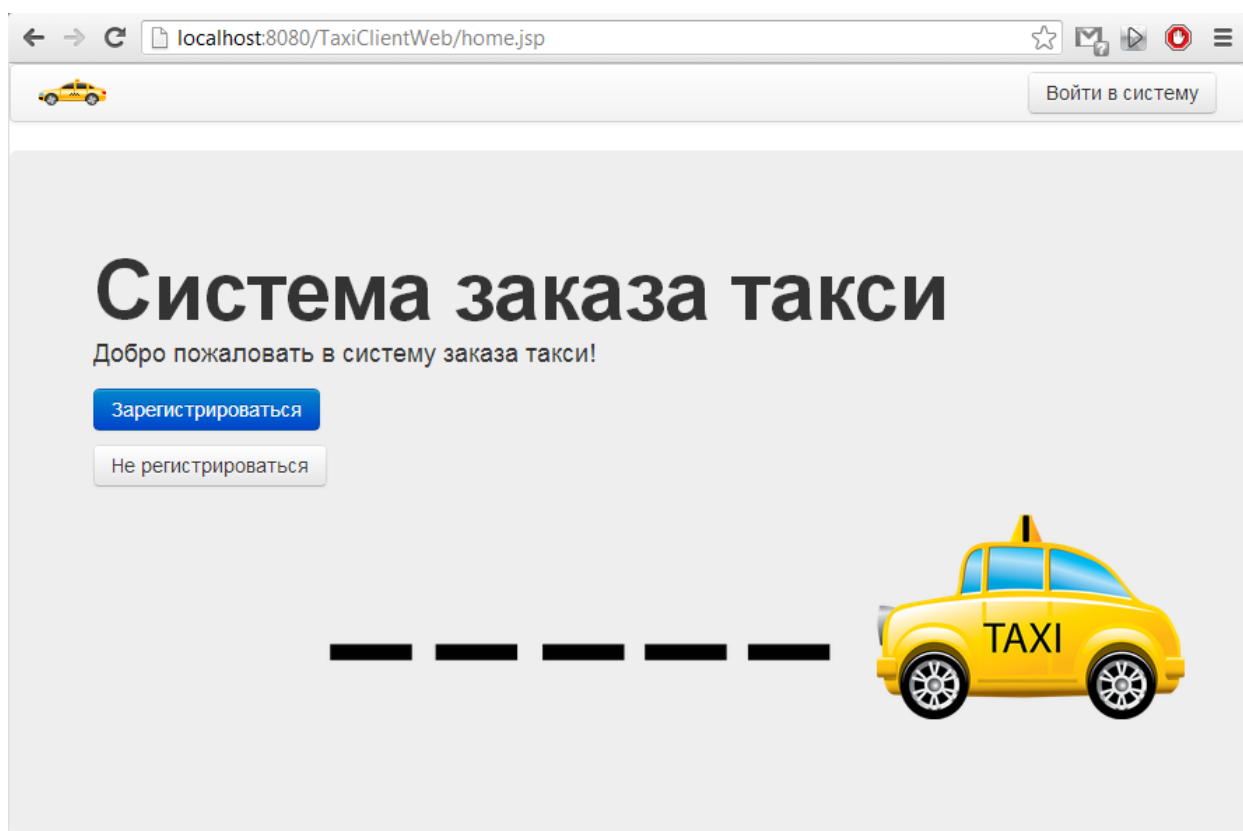 localhost:8080/TaxiClientWeb/home.jsp
Войти в систему
Система заказа такси
Добро пожаловать в систему заказа такси!
Зарегистрироваться
Не регистрироваться
TAXI